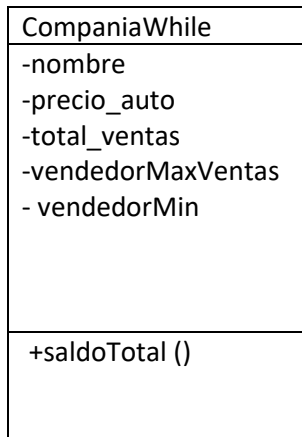 CompaniaWhile
-nombre
-precio_auto
-total_ventas
-vendedorMaxVentas
- vendedorMin
+saldoTotal ()